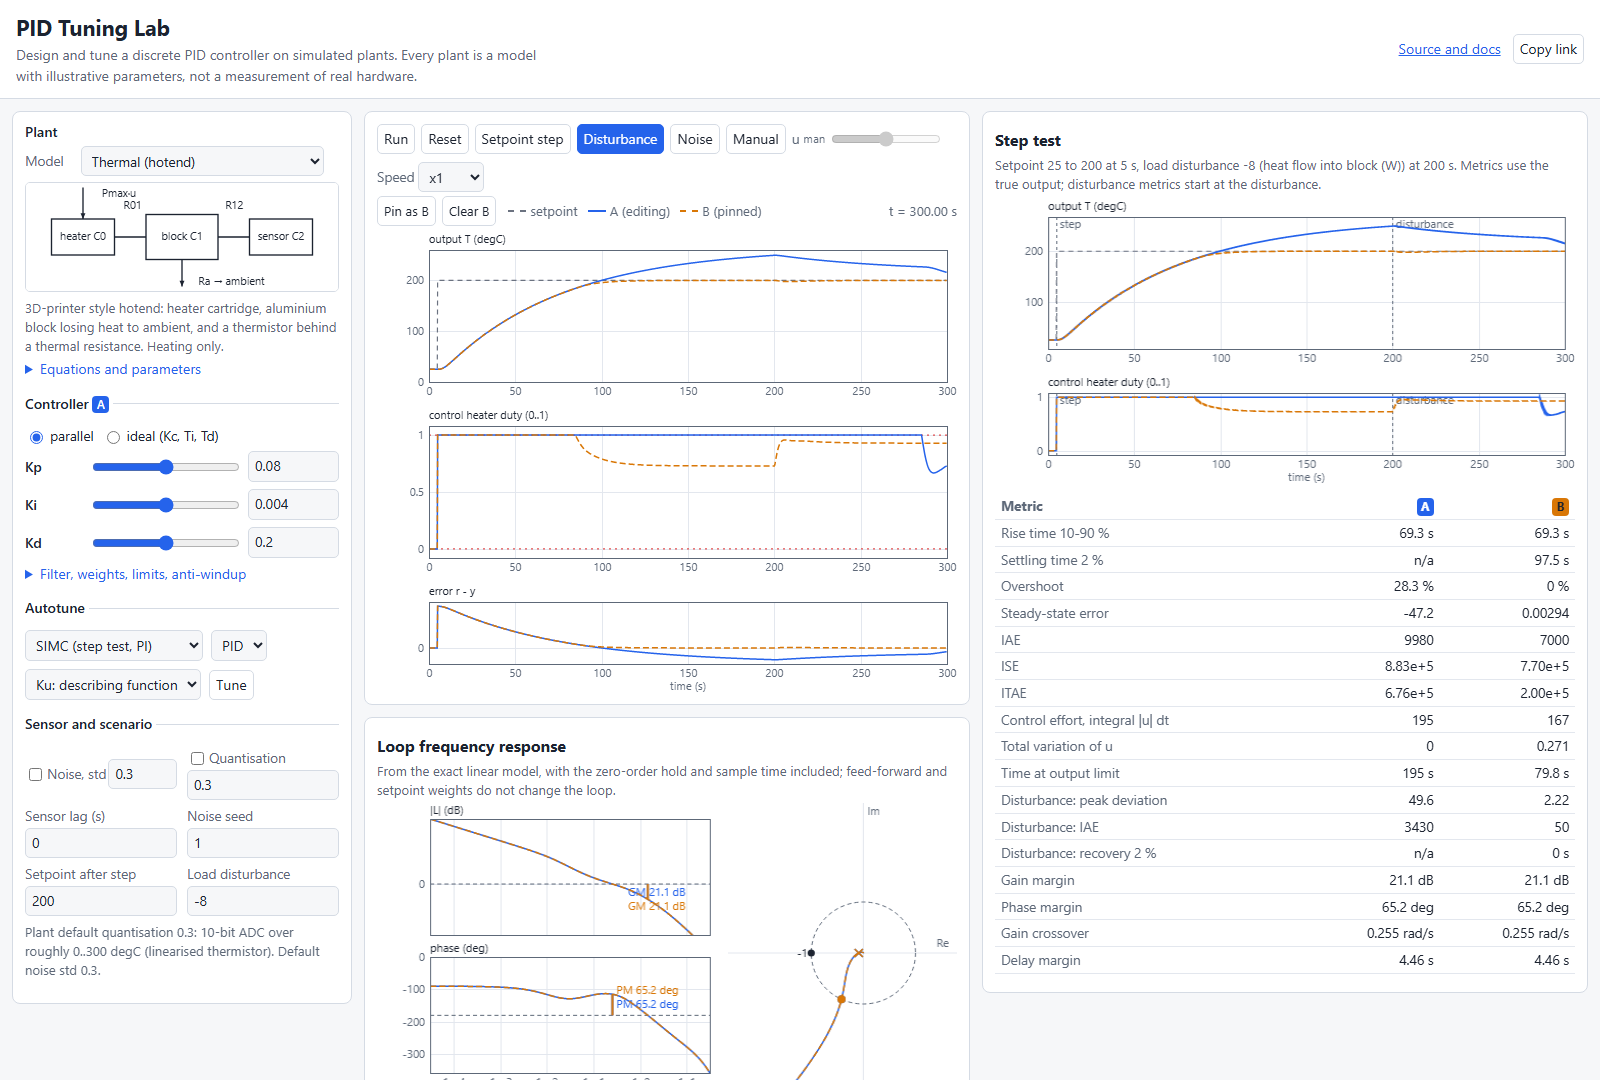 PID Tuning Lab
Design and tune a discrete PID controller on simulated plants. Every plant is a model
with illustrative parameters, not a measurement of real hardware.
Source and docs
Copy link
Plant
Model
Thermal (hotend)
Pmax·u
R01
R12
heater C0
block C1
sensor C2
Ra → ambient
3D-printer style hotend: heater cartridge, aluminium
block losing heat to ambient, and a thermistor behind
a thermal resistance. Heating only.
Equations and parameters
Controller A
parallel
ideal (Kc, Ti, Td)
Kp
0.08
Ki
0.004
Kd
0.2
Filter, weights, limits, anti-windup
Autotune
SIMC (step test, PI)
PID
Ku: describing function
Tune
Sensor and scenario
Noise, std
0.3
Quantisation
0.3
Sensor lag (s)
Noise seed
0
1
Setpoint after step
Load disturbance
200
-8
Plant default quantisation 0.3: 10-bit ADC over
roughly 0..300 degC (linearised thermistor). Default
noise std 0.3.
Run
Reset
Setpoint step
Disturbance
Noise
Manual
u man
Speed
x1
Pin as B
Clear B
setpoint
A (editing)
B (pinned)
t = 300.00 s
output T (degC)
200
100
0
0 50 100 150 200 250 300
control heater duty (0..1)
1
0.5
0
0 50 100 150 200 250 300
error r - y
0
0 50 100 150 200 250 300
time (s)
Loop frequency response
From the exact linear model, with the zero-order hold and sample time included; feed-forward and
setpoint weights do not change the loop.
|L| (dB)
0
GM 21.1 dB
GM 21.1 dB
phase (deg)
0
-100
-200
-300
PM 65.2 deg
PM 65.2 deg
Im
Re
-1
Step test
Setpoint 25 to 200 at 5 s, load disturbance -8 (heat flow into block (W)) at 200 s. Metrics use the
true output; disturbance metrics start at the disturbance.
output T (degC)
step
disturbance
200
100
0 50 100 150 200 250 300
control heater duty (0..1)
step
disturbance
1
0
0 50 100 150 200 250 300
time (s)
Metric A B
Rise time 10-90 % 69.3 s 69.3 s
Settling time 2 % n/a 97.5 s
Overshoot 28.3 % 0 %
Steady-state error -47.2 0.00294
IAE 9980 7000
ISE 8.83e+5 7.70e+5
ITAE 6.76e+5 2.00e+5
Control effort, integral |u| dt 195 167
Total variation of u 0 0.271
Time at output limit 195 s 79.8 s
Disturbance: peak deviation 49.6 2.22
Disturbance: IAE 3430 50
Disturbance: recovery 2 % n/a 0 s
Gain margin 21.1 dB 21.1 dB
Phase margin 65.2 deg 65.2 deg
Gain crossover 0.255 rad/s 0.255 rad/s
Delay margin 4.46 s 4.46 s